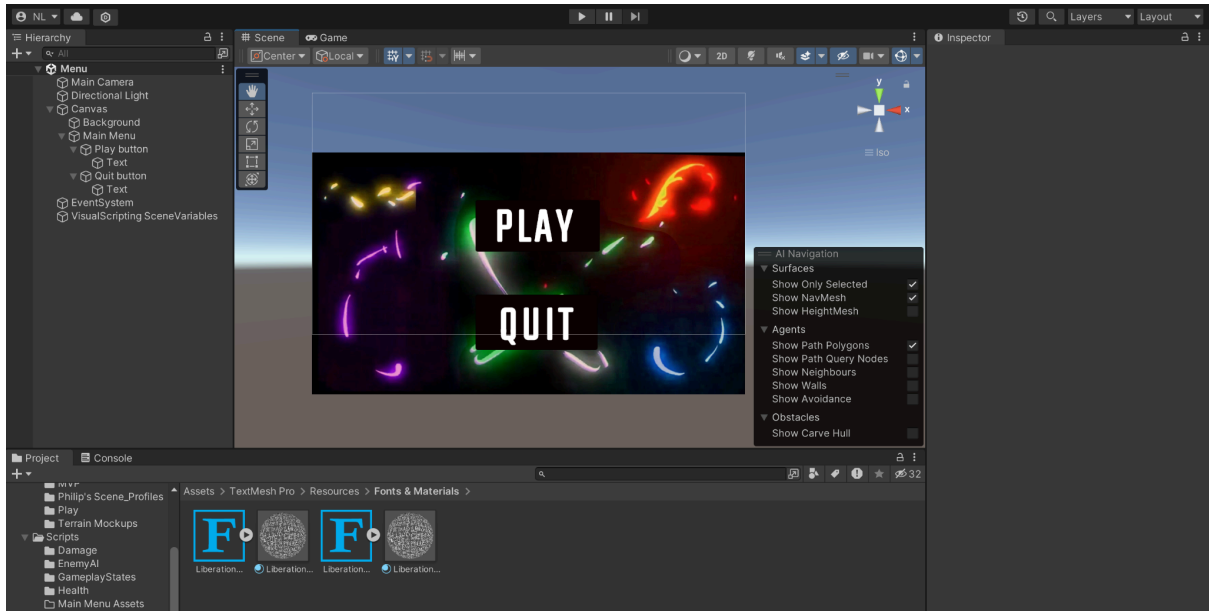 NL
Layers
Layout
Hierarchy
Scene
Game
Inspector
All
Center
Local
2D
Menu
Main Camera
Directional Light
Canvas
Background
Main Menu
Play button
Text
Quit button
Text
EventSystem
VisualScripting SceneVariables
y
x
Iso
PLAY
QUIT
AI Navigation
Surfaces
Show Only Selected
Show NavMesh
Show HeightMesh
Agents
Show Path Polygons
Show Path Query Nodes
Show Neighbours
Show Walls
Show Avoidance
Obstacles
Show Carve Hull
Project
Console
32
MVP
Philip's Scene_Profiles
Play
Terrain Mockups
Scripts
Damage
EnemyAI
GameplayStates
Health
Main Menu Assets
Assets > TextMesh Pro > Resources > Fonts & Materials >
F
F
Liberation...
Liberation...
Liberation...
Liberation...